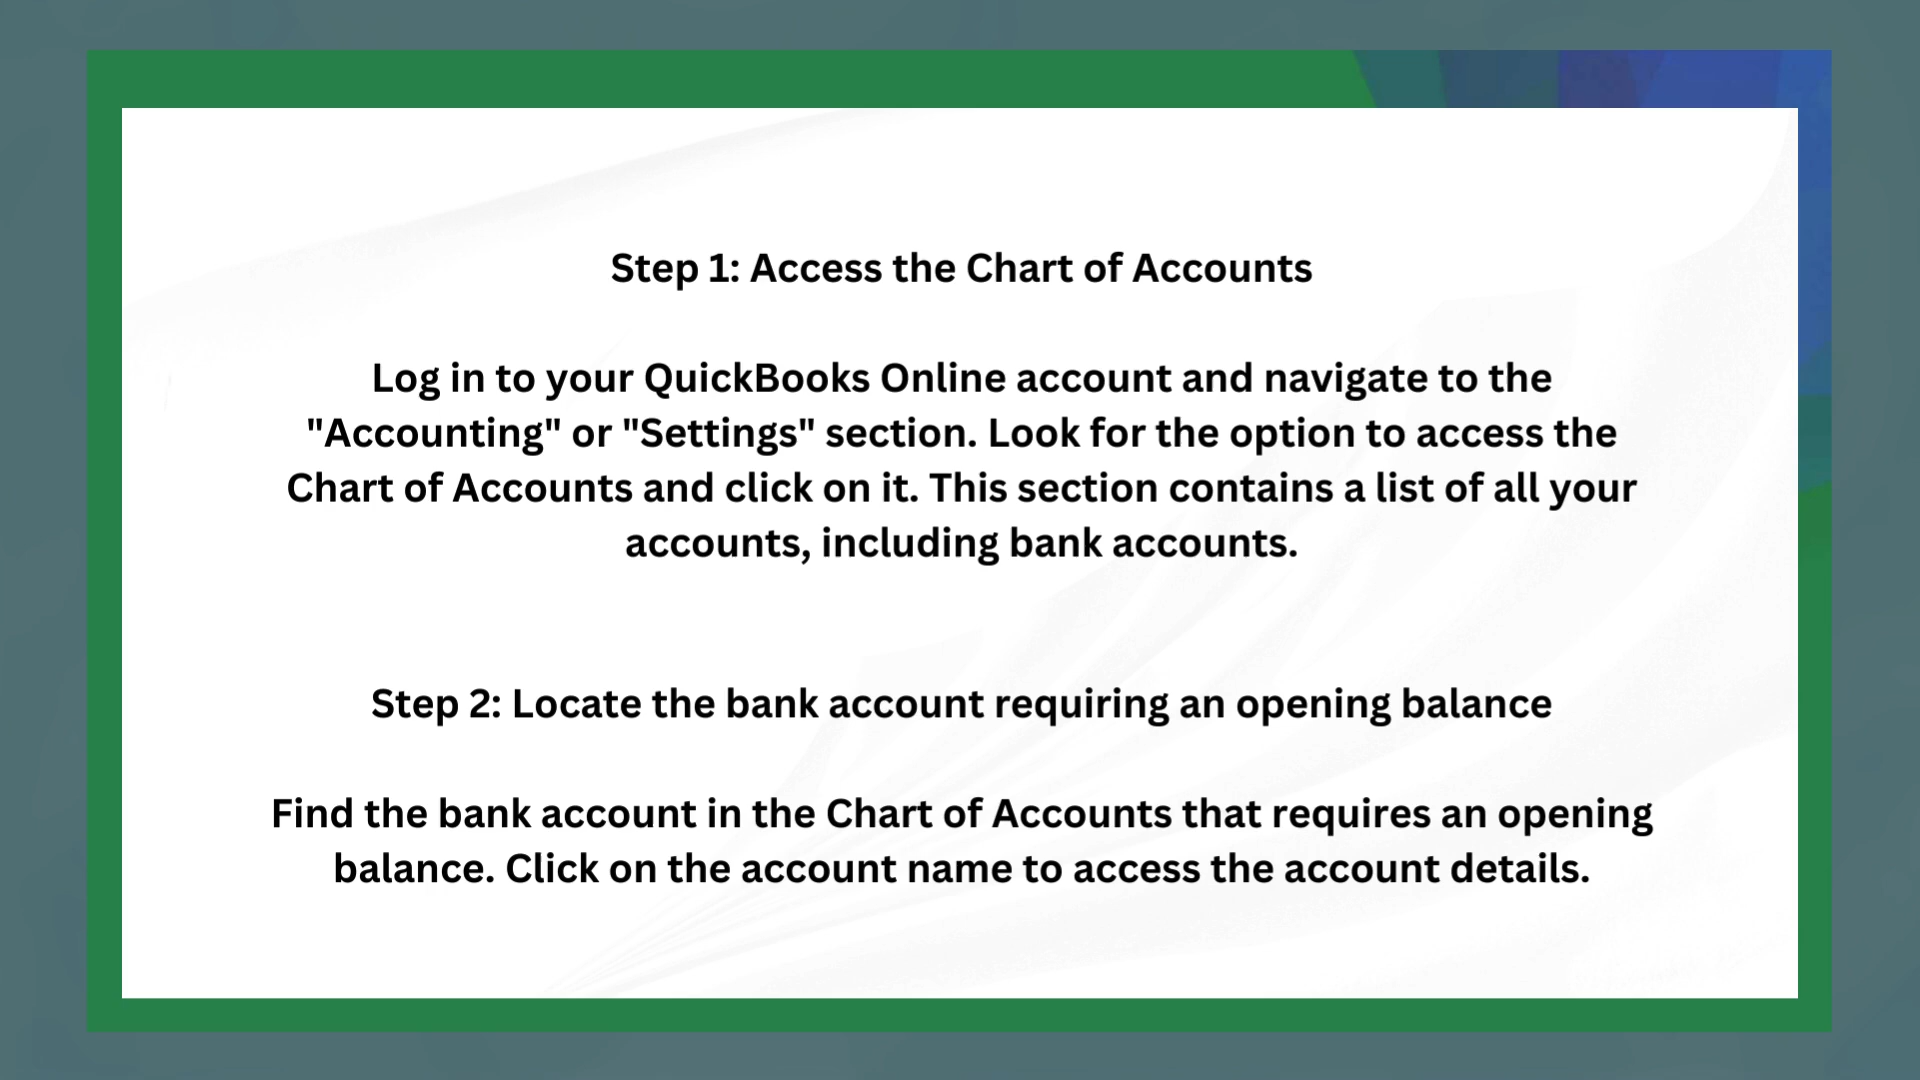 Step 1: Access the Chart of Accounts
Log in to your QuickBooks Online account and navigate to the
"Accounting" or "Settings" section. Look for the option to access the
Chart of Accounts and click on it. This section contains a list of all your
accounts, including bank accounts.
Step 2: Locate the bank account requiring an opening balance
Find the bank account in the Chart of Accounts that requires an opening
balance. Click on the account name to access the account details.